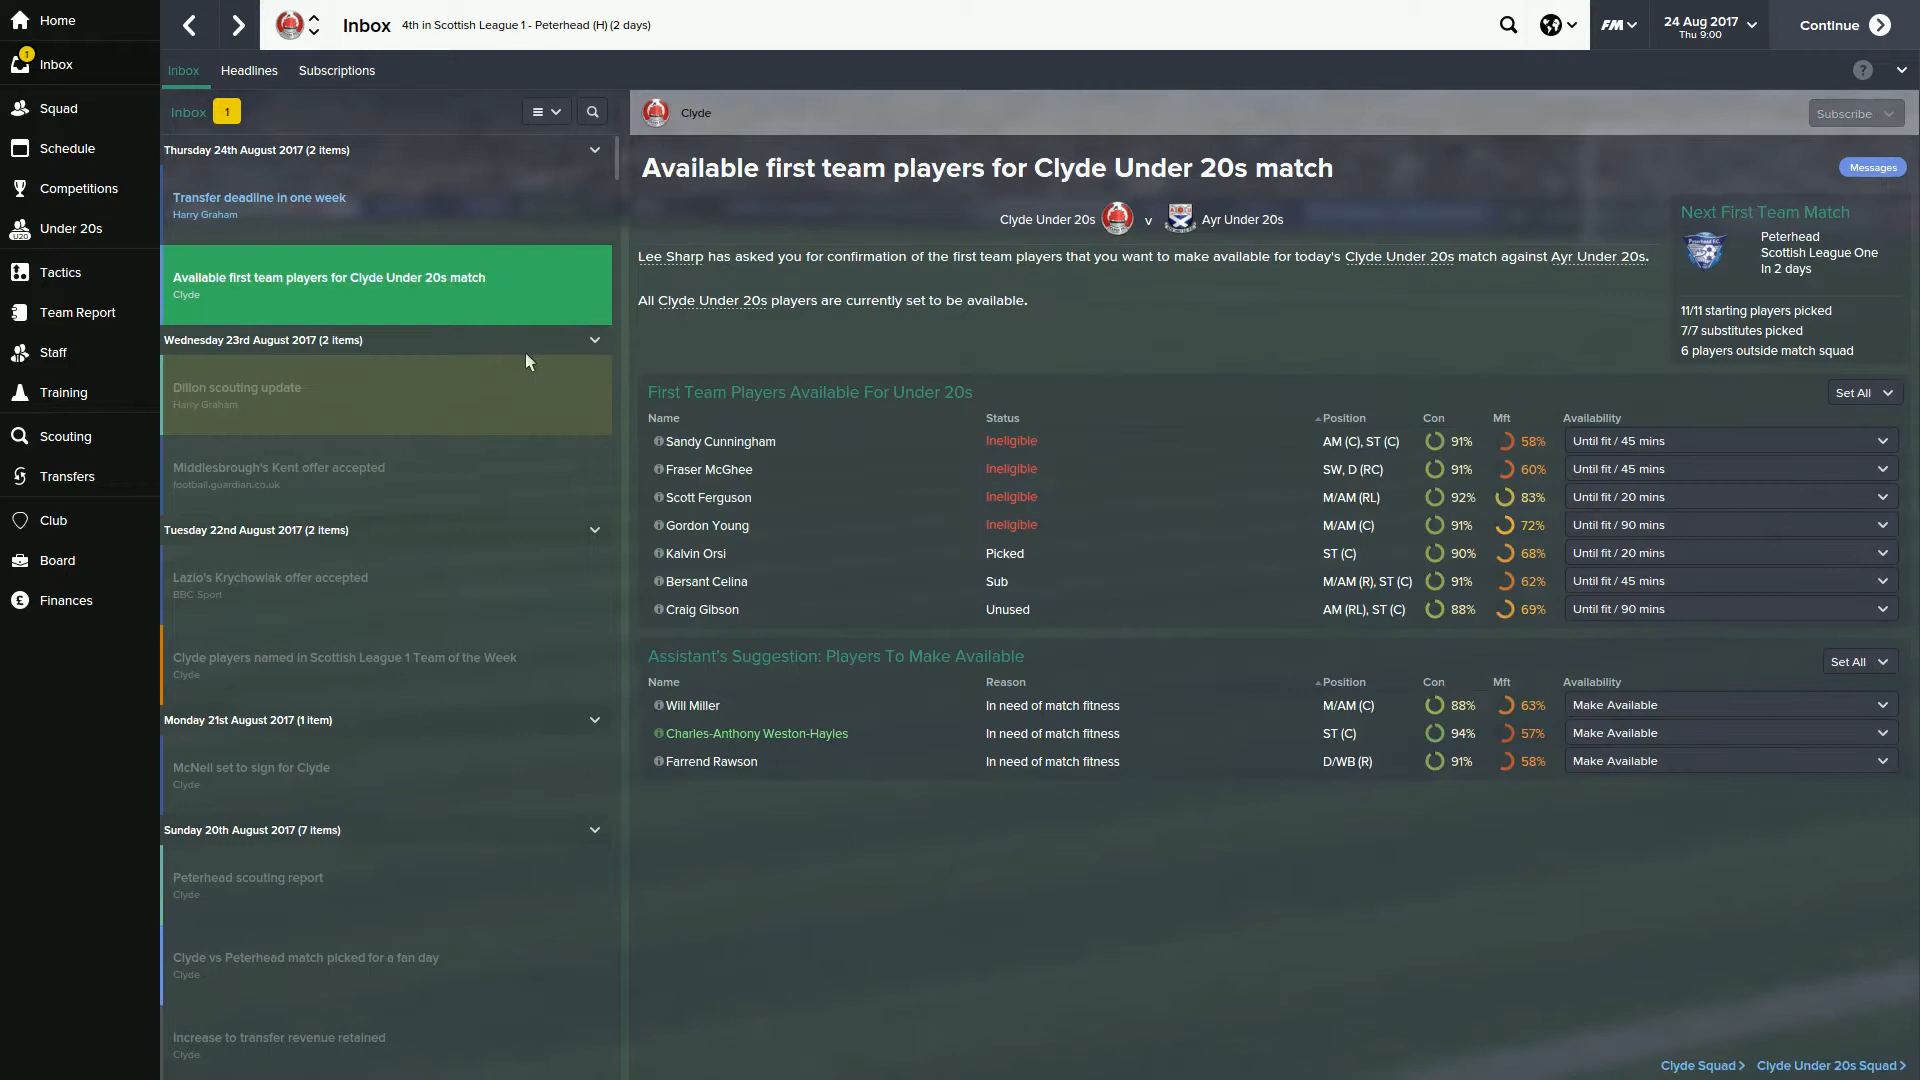 Home
1
Inbox
Squad
Schedule
Competitions
Under 20s
Tactics
Team Report
Staff
Training
Scouting
Transfers
Club
Board
Finances
Inbox 4th in Scottish League 1 - Peterhead (H) (2 days)
FM
24 Aug 2017
Thu 9:00
Continue
Inbox Headlines Subscriptions
?
Inbox 1
Thursday 24th August 2017 (2 items)
Transfer deadline in one week
Harry Graham
Available first team players for Clyde Under 20s match
Clyde
Wednesday 23rd August 2017 (2 items)
Dillon scouting update
Harry Graham
Middlesbrough's Kent offer accepted
football.guardian.co.uk
Tuesday 22nd August 2017 (2 items)
Lazio's Krychowiak offer accepted
BBC Sport
Clyde players named in Scottish League 1 Team of the Week
Clyde
Monday 21st August 2017 (1 item)
McNeil set to sign for Clyde
Clyde
Sunday 20th August 2017 (7 items)
Peterhead scouting report
Clyde
Clyde vs Peterhead match picked for a fan day
Clyde
Increase to transfer revenue retained
Clyde
Clyde
Subscribe
Available first team players for Clyde Under 20s match
Messages
Clyde Under 20s v Ayr Under 20s
Lee Sharp has asked you for confirmation of the first team players that you want to make available for today's Clyde Under 20s match against Ayr Under 20s.
All Clyde Under 20s players are currently set to be available.
Next First Team Match
Peterhead
Scottish League One
In 2 days
11/11 starting players picked
7/7 substitutes picked
6 players outside match squad
First Team Players Available For Under 20s
Set All
Name Status Position Con Mft Availability
Sandy Cunningham Ineligible AM (C), ST (C) 91% 58% Until fit / 45 mins
Fraser McGhee Ineligible SW, D (RC) 91% 60% Until fit / 45 mins
Scott Ferguson Ineligible M/AM (RL) 92% 83% Until fit / 20 mins
Gordon Young Ineligible M/AM (C) 91% 72% Until fit / 90 mins
Kalvin Orsi Picked ST (C) 90% 68% Until fit / 20 mins
Bersant Celina Sub M/AM (R), ST (C) 91% 62% Until fit / 45 mins
Craig Gibson Unused AM (RL), ST (C) 88% 69% Until fit / 90 mins
Assistant's Suggestion: Players To Make Available
Set All
Name Reason Position Con Mft Availability
Will Miller In need of match fitness M/AM (C) 88% 63% Make Available
Charles-Anthony Weston-Hayles In need of match fitness ST (C) 94% 57% Make Available
Farrend Rawson In need of match fitness D/WB (R) 91% 58% Make Available
Clyde Squad Clyde Under 20s Squad